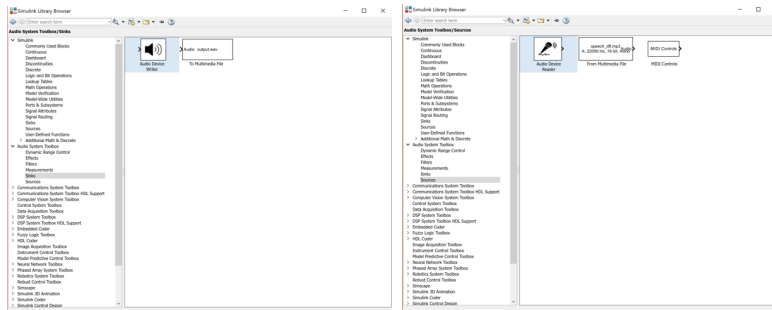 Simulink Library Browser
Enter search term
Audio System Toolbox/Sinks
Simulink
Commonly Used Blocks
Continuous
Dashboard
Discontinuities
Discrete
Logic and Bit Operations
Lookup Tables
Math Operations
Model Verification
Model-Wide Utilities
Ports & Subsystems
Signal Attributes
Signal Routing
Sinks
Sources
User-Defined Functions
Additional Math & Discrete
Audio System Toolbox
Dynamic Range Control
Effects
Filters
Measurements
Sinks
Sources
Communications System Toolbox
Communications System Toolbox HDL Support
Computer Vision System Toolbox
Control System Toolbox
Data Acquisition Toolbox
DSP System Toolbox
DSP System Toolbox HDL Support
Embedded Coder
Fuzzy Logic Toolbox
HDL Coder
Image Acquisition Toolbox
Instrument Control Toolbox
Model Predictive Control Toolbox
Neural Network Toolbox
Phased Array System Toolbox
Robotics System Toolbox
Robust Control Toolbox
Simscape
Simulink 3D Animation
Simulink Coder
Simulink Control Design
Audio Device
Writer
Audio output.wav
To Multimedia File
Simulink Library Browser
Enter search term
Audio System Toolbox/Sources
Simulink
Commonly Used Blocks
Continuous
Dashboard
Discontinuities
Discrete
Logic and Bit Operations
Lookup Tables
Math Operations
Model Verification
Model-Wide Utilities
Ports & Subsystems
Signal Attributes
Signal Routing
Sinks
Sources
User-Defined Functions
Additional Math & Discrete
Audio System Toolbox
Dynamic Range Control
Effects
Filters
Measurements
Sinks
Sources
Communications System Toolbox
Communications System Toolbox HDL Support
Computer Vision System Toolbox
Control System Toolbox
Data Acquisition Toolbox
DSP System Toolbox
DSP System Toolbox HDL Support
Embedded Coder
Fuzzy Logic Toolbox
HDL Coder
Image Acquisition Toolbox
Instrument Control Toolbox
Model Predictive Control Toolbox
Neural Network Toolbox
Phased Array System Toolbox
Robotics System Toolbox
Robust Control Toolbox
Simscape
Simulink 3D Animation
Simulink Coder
Simulink Control Design
Audio Device
Reader
speech_dft.mp3
A: 22050 Hz, 16 bit, mono
From Multimedia File
MIDI Controls
MIDI Controls